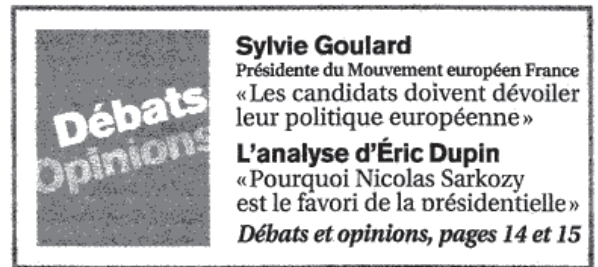 Débats
Opinions
Sylvie Goulard
Présidente du Mouvement européen France
«Les candidats doivent dévoiler
leur politique européenne»
L'analyse d'Éric Dupin
«Pourquoi Nicolas Sarkozy
est le favori de la présidentielle»
Débats et opinions, pages 14 et 15